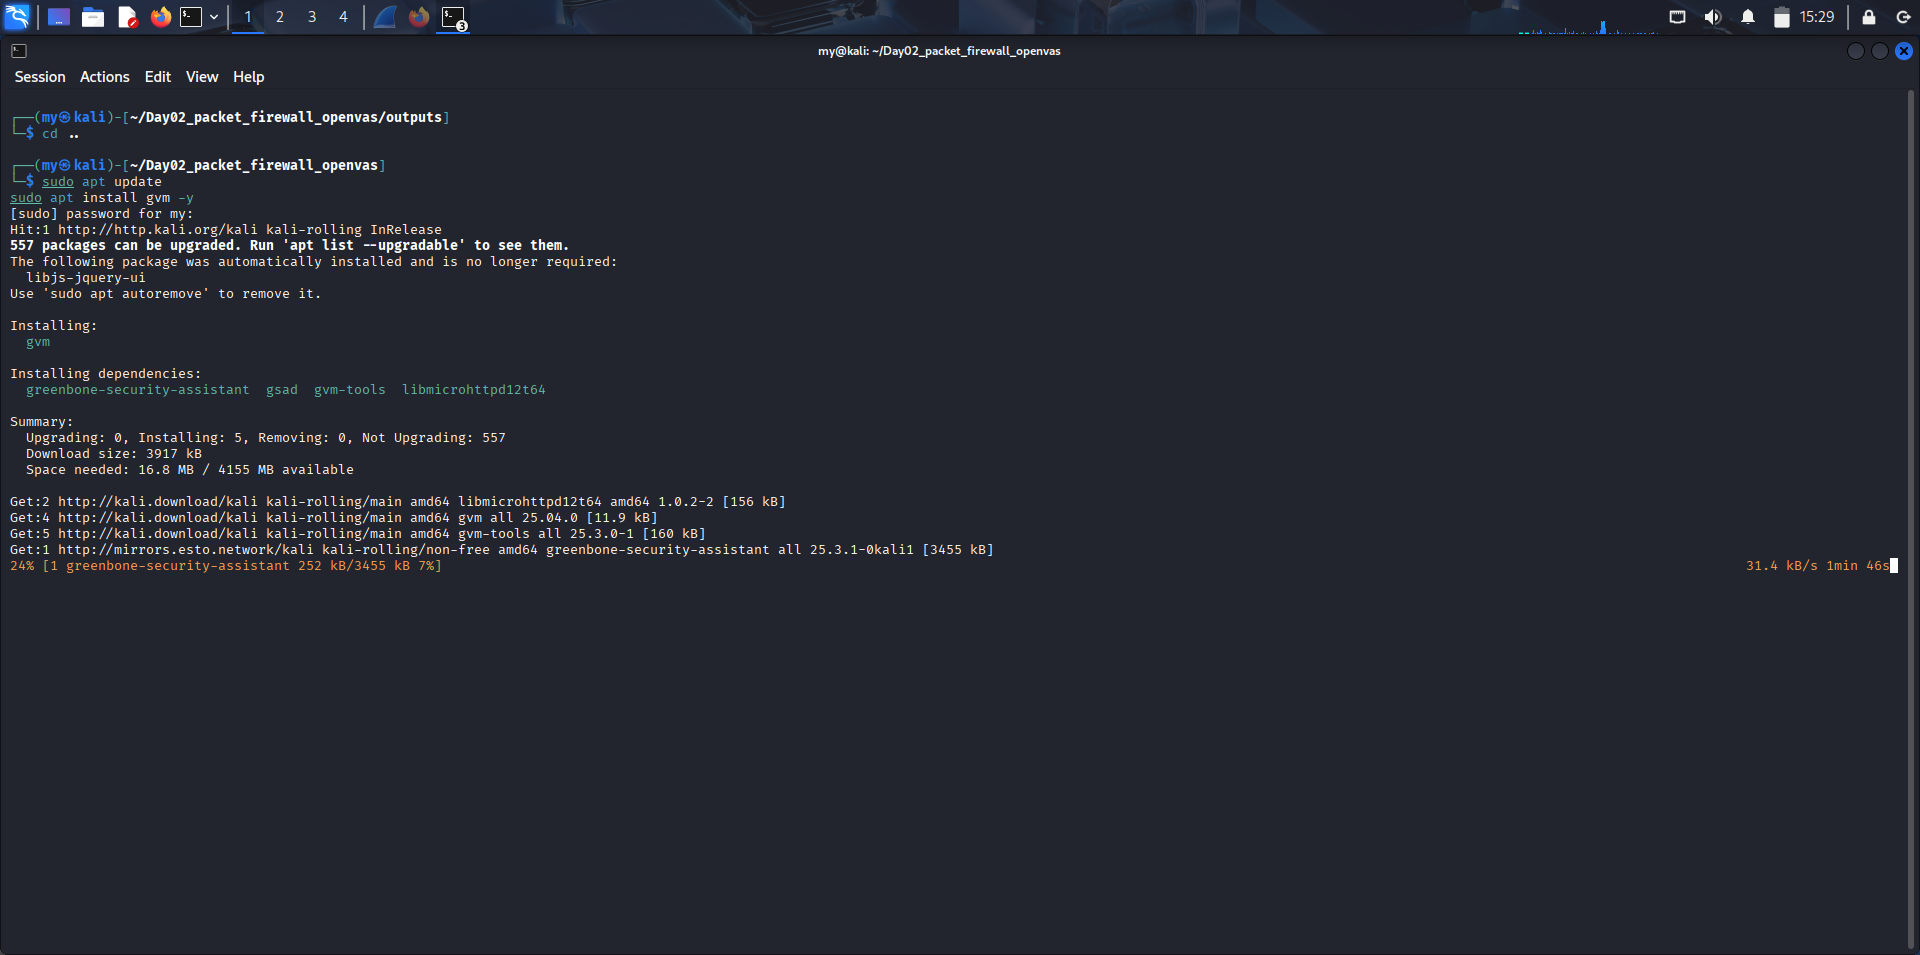 1 2 3 4 3 15:29
my@kali: ~/Day02_packet_firewall_openvas
Session Actions Edit View Help
┌──(my㉿kali)-[~/Day02_packet_firewall_openvas/outputs]
└─$ cd ..
┌──(my㉿kali)-[~/Day02_packet_firewall_openvas]
└─$ sudo apt update
sudo apt install gvm -y
[sudo] password for my:
Hit:1 http://http.kali.org/kali kali-rolling InRelease
557 packages can be upgraded. Run 'apt list --upgradable' to see them.
The following package was automatically installed and is no longer required:
libjs-jquery-ui
Use 'sudo apt autoremove' to remove it.
Installing:
gvm
Installing dependencies:
greenbone-security-assistant gsad gvm-tools libmicrohttpd12t64
Summary:
Upgrading: 0, Installing: 5, Removing: 0, Not Upgrading: 557
Download size: 3917 kB
Space needed: 16.8 MB / 4155 MB available
Get:2 http://kali.download/kali kali-rolling/main amd64 libmicrohttpd12t64 amd64 1.0.2-2 [156 kB]
Get:4 http://kali.download/kali kali-rolling/main amd64 gvm all 25.04.0 [11.9 kB]
Get:5 http://kali.download/kali kali-rolling/main amd64 gvm-tools all 25.3.0-1 [160 kB]
Get:1 http://mirrors.esto.network/kali kali-rolling/non-free amd64 greenbone-security-assistant all 25.3.1-0kali1 [3455 kB]
24% [1 greenbone-security-assistant 252 kB/3455 kB 7%] 31.4 kB/s 1min 46s